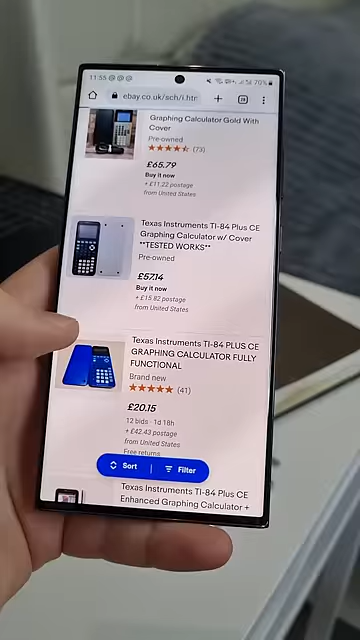 11:55
70%
ebay.co.uk/sch/i.htm
Graphing Calculator Gold With
Cover
Pre-owned
(73)
£65.79
Buy it now
+ £11.22 postage
from United States
Texas Instruments TI-84 Plus CE
Graphing Calculator w/ Cover
**TESTED WORKS**
Pre-owned
£57.14
Buy it now
+ £15.82 postage
from United States
Texas Instruments TI-84 PLUS CE
GRAPHING CALCULATOR FULLY
FUNCTIONAL
Brand new
(41)
£20.15
12 bids · 1d 18h
+ £42.43 postage
from United States
Free returns
Sort
Filter
Texas Instruments TI-84 Plus CE
Enhanced Graphing Calculator +